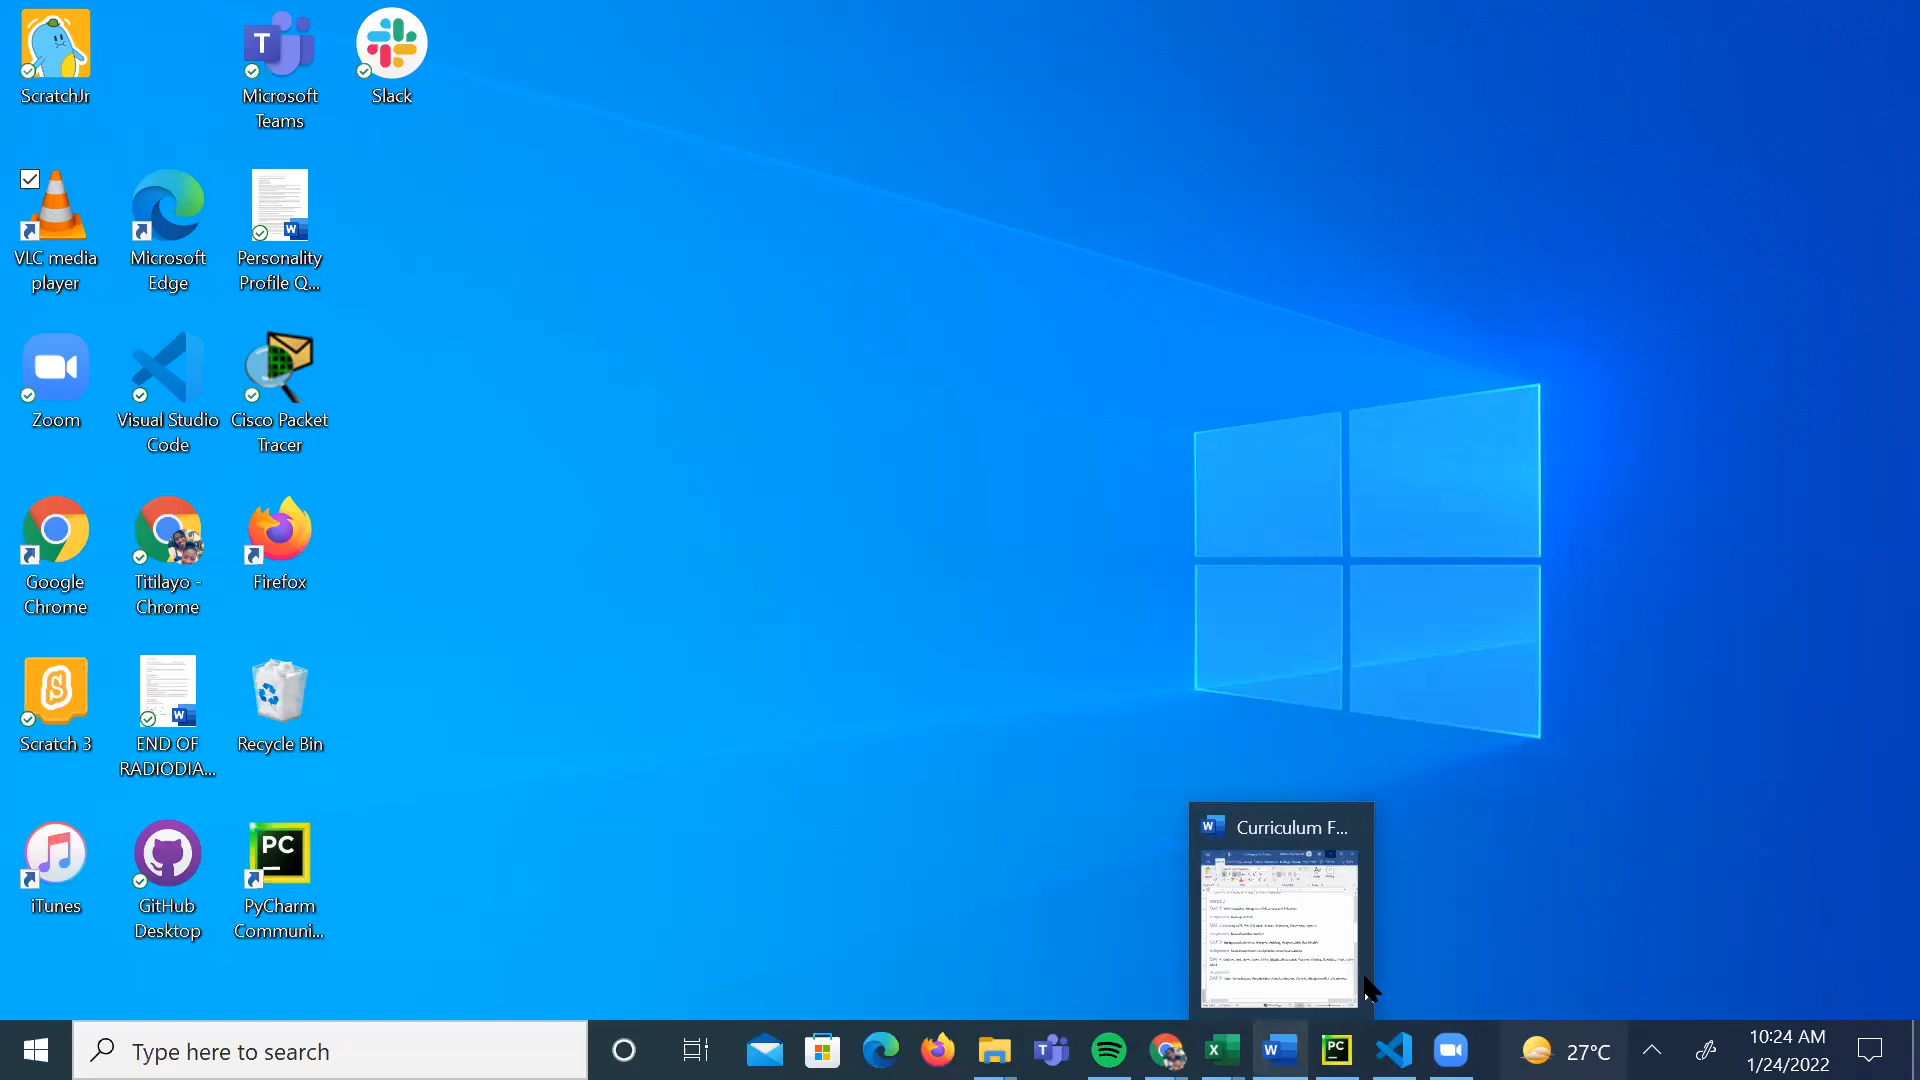 ScratchJr
Microsoft
Teams
Slack
VLC media
player
Microsoft
Edge
Personality
Profile Q...
Zoom
Visual Studio
Code
Cisco Packet
Tracer
Google
Chrome
Titilayo -
Chrome
Firefox
Scratch 3
END OF
RADIODIA...
Recycle Bin
iTunes
GitHub
Desktop
PC
PyCharm
Communi...
Curriculum F...
Type here to search
27°C
10:24 AM
1/24/2022